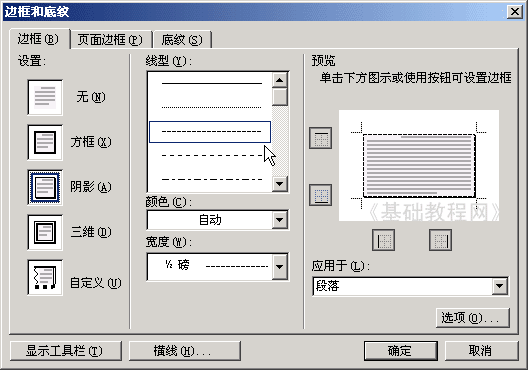 边框和底纹
边框(B) 页面边框(P) 底纹(S)
设置:
无(N)
方框(X)
阴影(A)
三维(D)
自定义(U)
线型(Y):
颜色(C):
自动
宽度(W):
½ 磅
预览
单击下方图示或使用按钮可设置边框
《基础教程网》
应用于(L):
段落
选项(O)...
显示工具栏(T) 横线(H)... 确定 取消